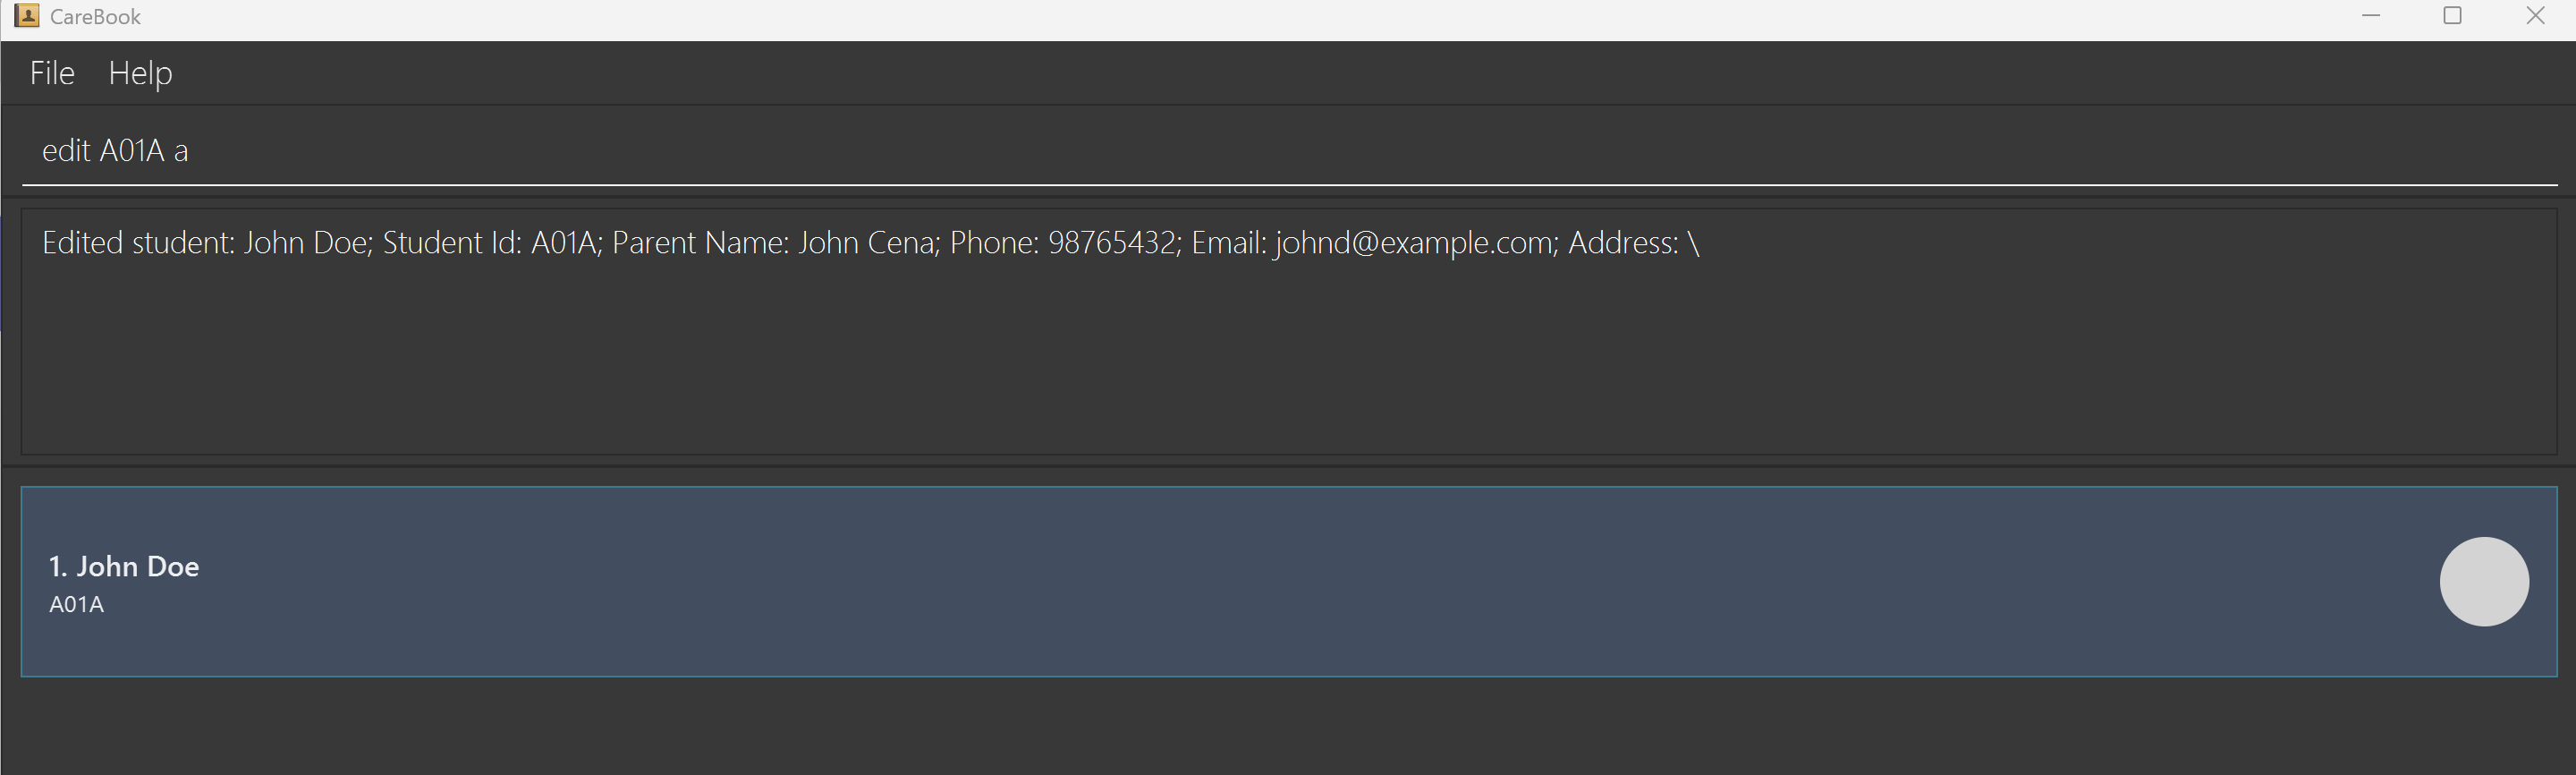 CareBook
File Help
edit A01A a
Edited student: John Doe; Student Id: A01A; Parent Name: John Cena; Phone: 98765432; Email: johnd@example.com; Address: \
1. John Doe
A01A